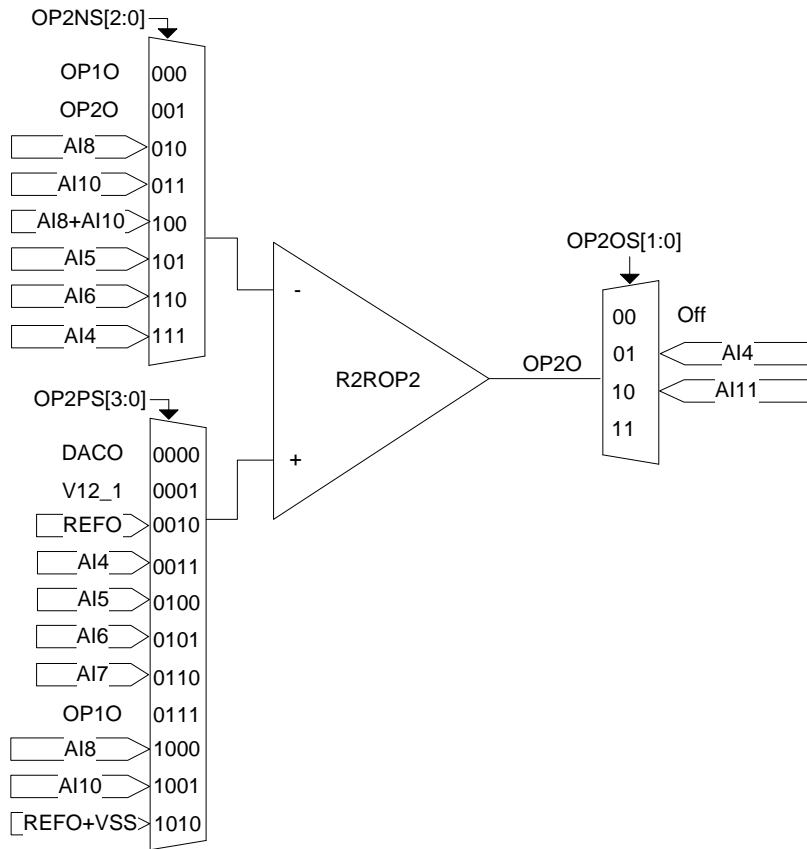 OP2NS[2:0]
OP1O 000
OP2O 001
AI8 010
AI10 011
AI8+AI10 100
AI5 101
AI6 110
AI4 111
-
+
R2ROP2
OP2O
OP2OS[1:0]
00 Off
01 AI4
10 AI11
11
OP2PS[3:0]
DACO 0000
V12_1 0001
REFO 0010
AI4 0011
AI5 0100
AI6 0101
AI7 0110
OP1O 0111
AI8 1000
AI10 1001
REFO+VSS 1010